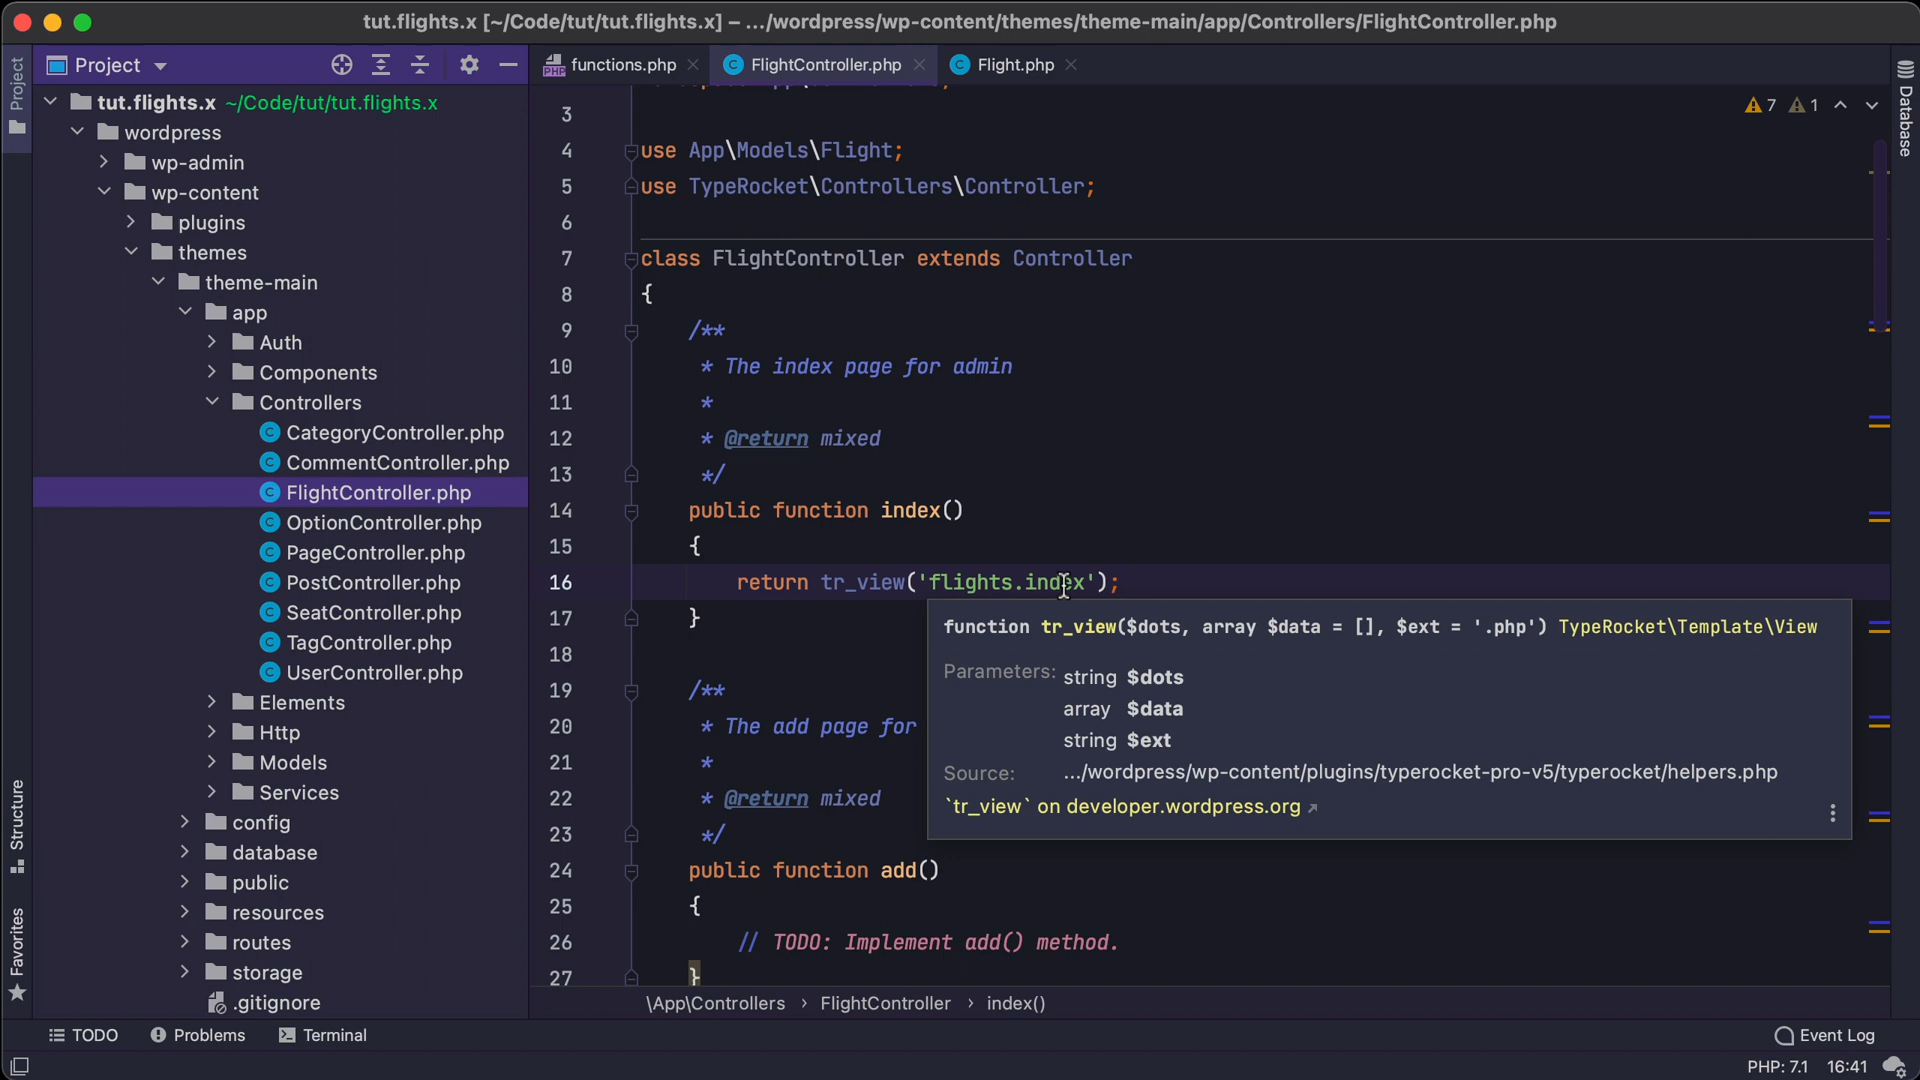 tut.flights.x [~/Code/tut/tut.flights.x] – .../wordpress/wp-content/themes/theme-main/app/Controllers/FlightController.php
Project
Project
functions.php
FlightController.php
Flight.php
Database
7
1
tut.flights.x ~/Code/tut/tut.flights.x
wordpress
wp-admin
wp-content
plugins
themes
theme-main
app
Auth
Components
Controllers
CategoryController.php
CommentController.php
FlightController.php
OptionController.php
PageController.php
PostController.php
SeatController.php
TagController.php
UserController.php
Elements
Http
Models
Services
config
database
public
resources
routes
storage
.gitignore
Structure
Favorites
3
4 use App\Models\Flight;
5 use TypeRocket\Controllers\Controller;
6
7 class FlightController extends Controller
8 {
9 /**
10 * The index page for admin
11 *
12 * @return mixed
13 */
14 public function index()
15 {
16 return tr_view('flights.index');
17 }
18
19 /**
20 * The add page for
21 *
22 * @return mixed
23 */
24 public function add()
25 {
26 // TODO: Implement add() method.
27 }
function tr_view($dots, array $data = [], $ext = '.php') TypeRocket\Template\View
Parameters: string $dots
array $data
string $ext
Source: .../wordpress/wp-content/plugins/typerocket-pro-v5/typerocket/helpers.php
`tr_view` on developer.wordpress.org
\App\Controllers › FlightController › index()
TODO
Problems
Terminal
Event Log
PHP: 7.1 16:41